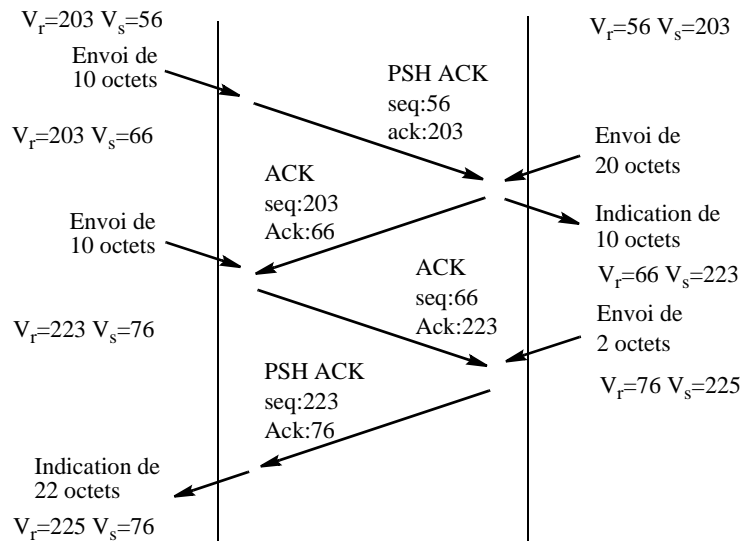 Vr=203 Vs=56
Vr=56 Vs=203
Envoi de
10 octets
PSH ACK
seq:56
ack:203
Vr=203 Vs=66
Envoi de
20 octets
ACK
seq:203
Ack:66
Envoi de
10 octets
Indication de
10 octets
ACK
seq:66
Ack:223
Vr=66 Vs=223
Envoi de
2 octets
Vr=223 Vs=76
PSH ACK
seq:223
Ack:76
Vr=76 Vs=225
Indication de
22 octets
Vr=225 Vs=76